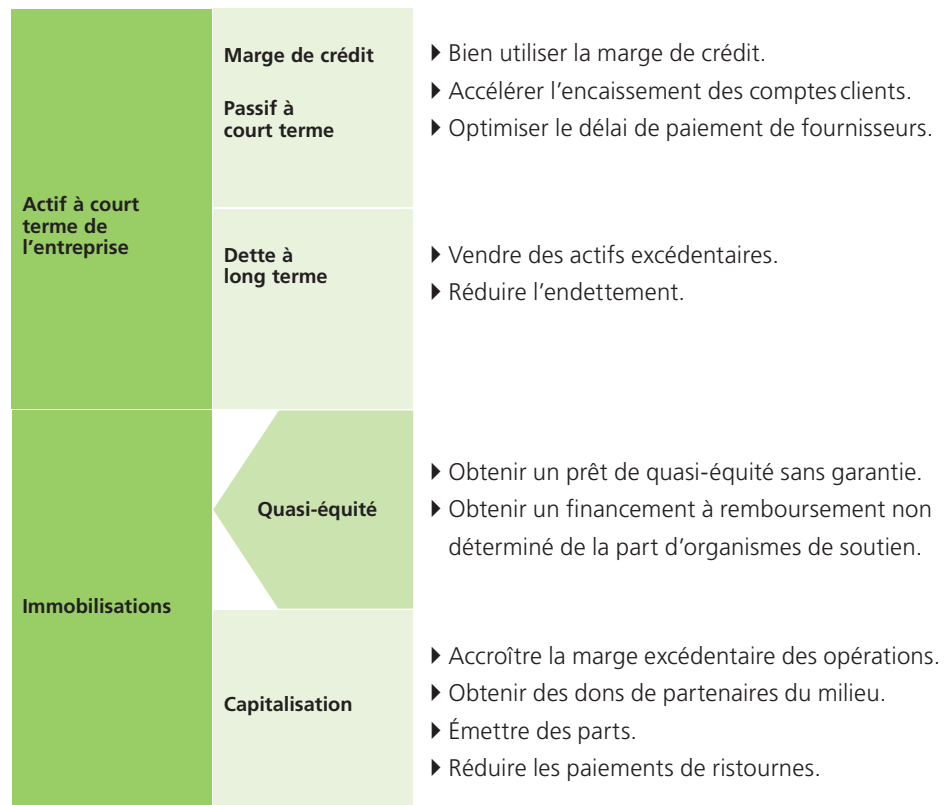 Marge de crédit
Passif à
court terme
▶ Bien utiliser la marge de crédit.
▶ Accélérer l'encaissement des comptes clients.
▶ Optimiser le délai de paiement de fournisseurs.
Actif à court
terme de
l'entreprise
Dette à
long terme
▶ Vendre des actifs excédentaires.
▶ Réduire l'endettement.
Immobilisations
Quasi-équité
▶ Obtenir un prêt de quasi-équité sans garantie.
▶ Obtenir un financement à remboursement non
déterminé de la part d'organismes de soutien.
Capitalisation
▶ Accroître la marge excédentaire des opérations.
▶ Obtenir des dons de partenaires du milieu.
▶ Émettre des parts.
▶ Réduire les paiements de ristournes.